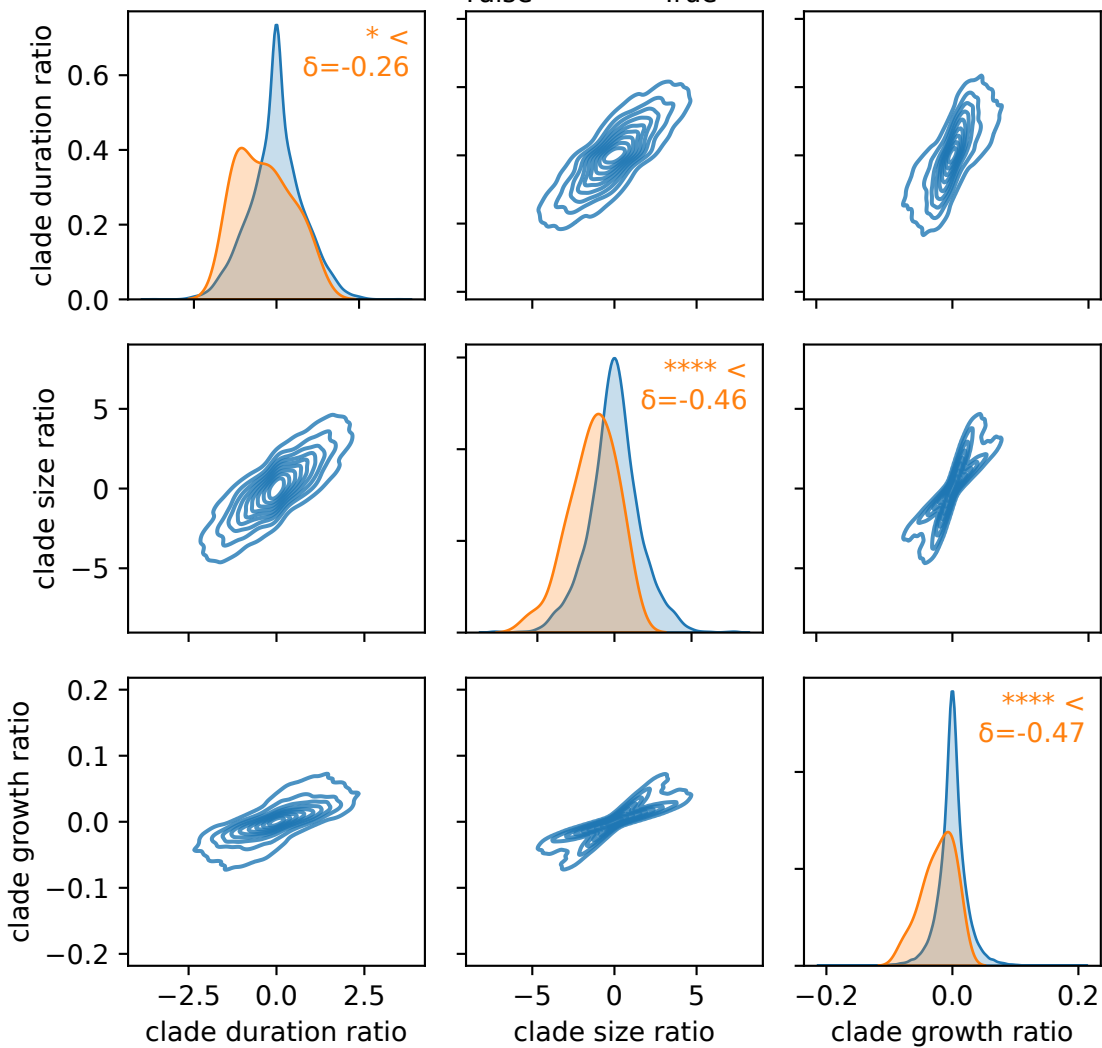 clade duration ratio
0.6
0.4
0.2
0.0
* <
δ=-0.26
clade size ratio
5
0
−5
**** <
δ=-0.46
clade growth ratio
0.2
0.1
0.0
−0.1
−0.2
**** <
δ=-0.47
−2.5 0.0 2.5
−5 0 5
−0.2 0.0 0.2
clade duration ratio
clade size ratio
clade growth ratio